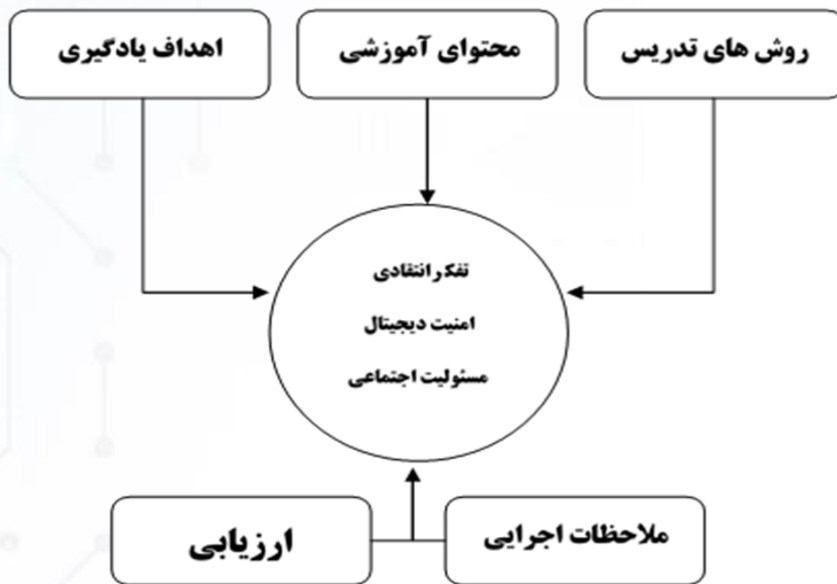 روش های تدریس
محتوای آموزشی
اهداف یادگیری
تفکر انتقادی
امنیت دیجیتال
مسئولیت اجتماعی
ملاحظات اجرایی
ارزیابی